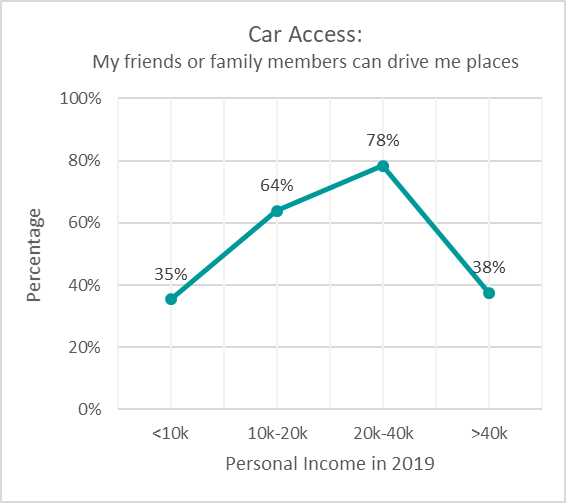 Car Access:
My friends or family members can drive me places
100%
80%
60%
40%
20%
0%
Percentage
35%
64%
78%
38%
<10k
10k-20k
20k-40k
>40k
Personal Income in 2019